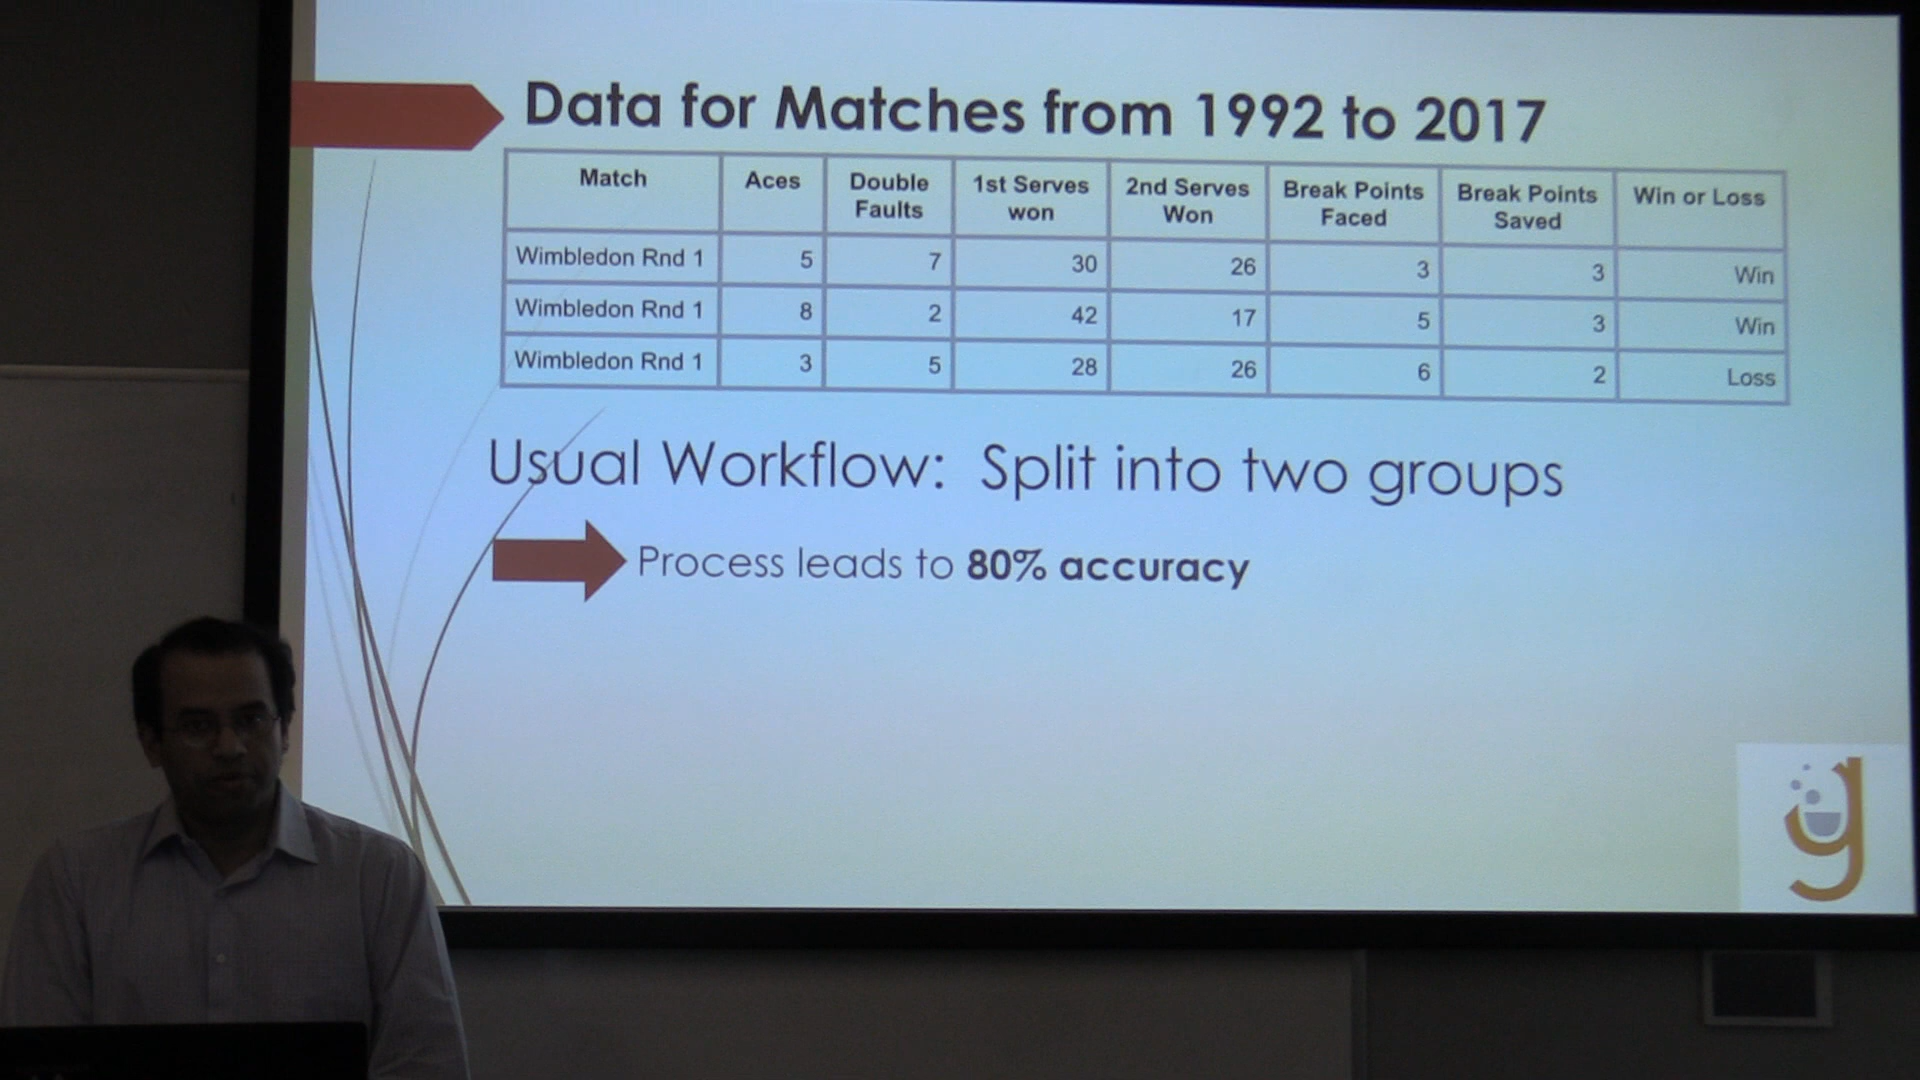 Data for Matches from 1992 to 2017
Match Aces Double Faults 1st Serves won 2nd Serves Won Break Points Faced Break Points Saved Win or Loss
Wimbledon Rnd 1 5 7 30 26 3 3 Win
Wimbledon Rnd 1 8 2 42 17 5 3 Win
Wimbledon Rnd 1 3 5 28 26 6 2 Loss
Usual Workflow: Split into two groups
Process leads to 80% accuracy
g